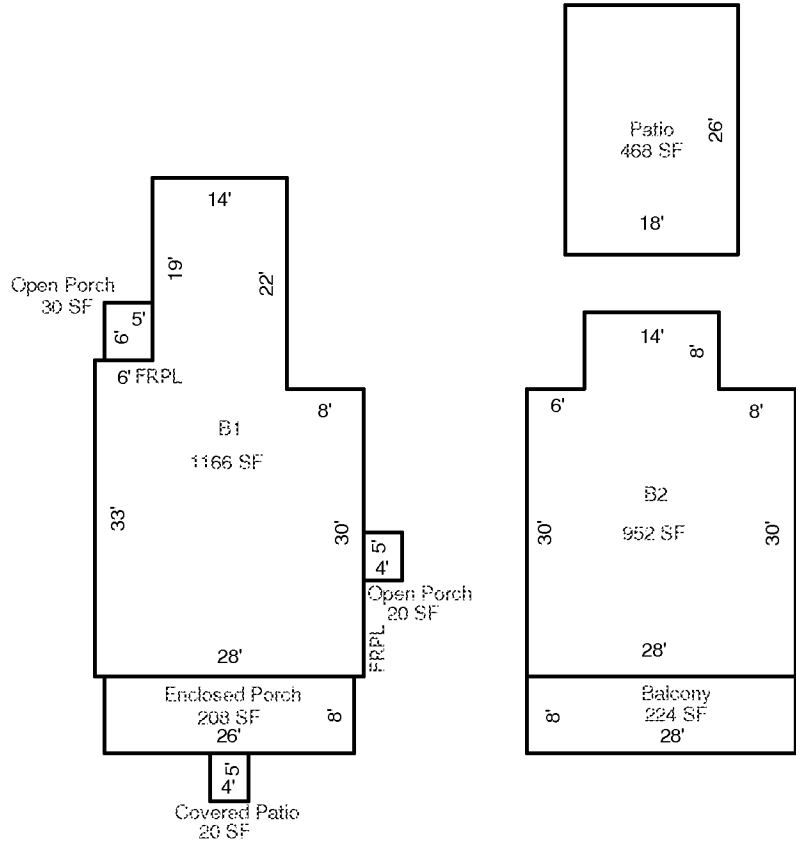 Patio
468 SF
26'
18'
14'
19'
22'
Open Porch
30 SF
5'
6'
6' FRPL
8'
B1
1166 SF
33'
30'
5'
4'
Open Porch
20 SF
FRPL
28'
Enclosed Porch
208 SF
8'
26'
5'
4'
Covered Patio
20 SF
14'
8'
6'
8'
B2
952 SF
30'
30'
28'
Balcony
224 SF
8'
28'